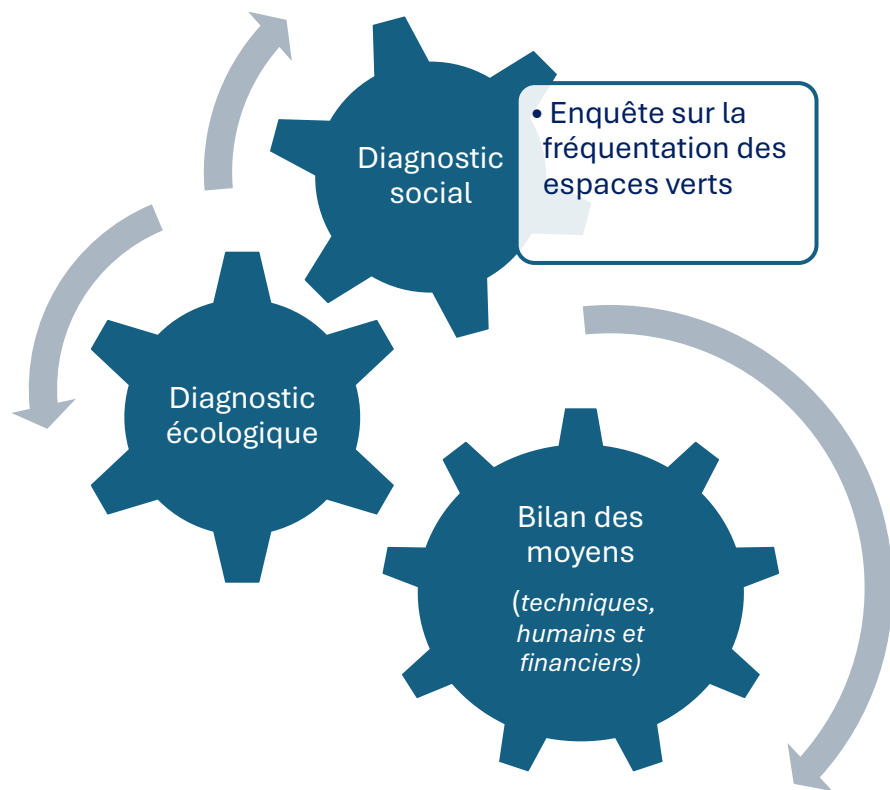 Diagnostic
social
• Enquête sur la
fréquentation des
espaces verts
Diagnostic
écologique
Bilan des
moyens
(techniques,
humains et
financiers)